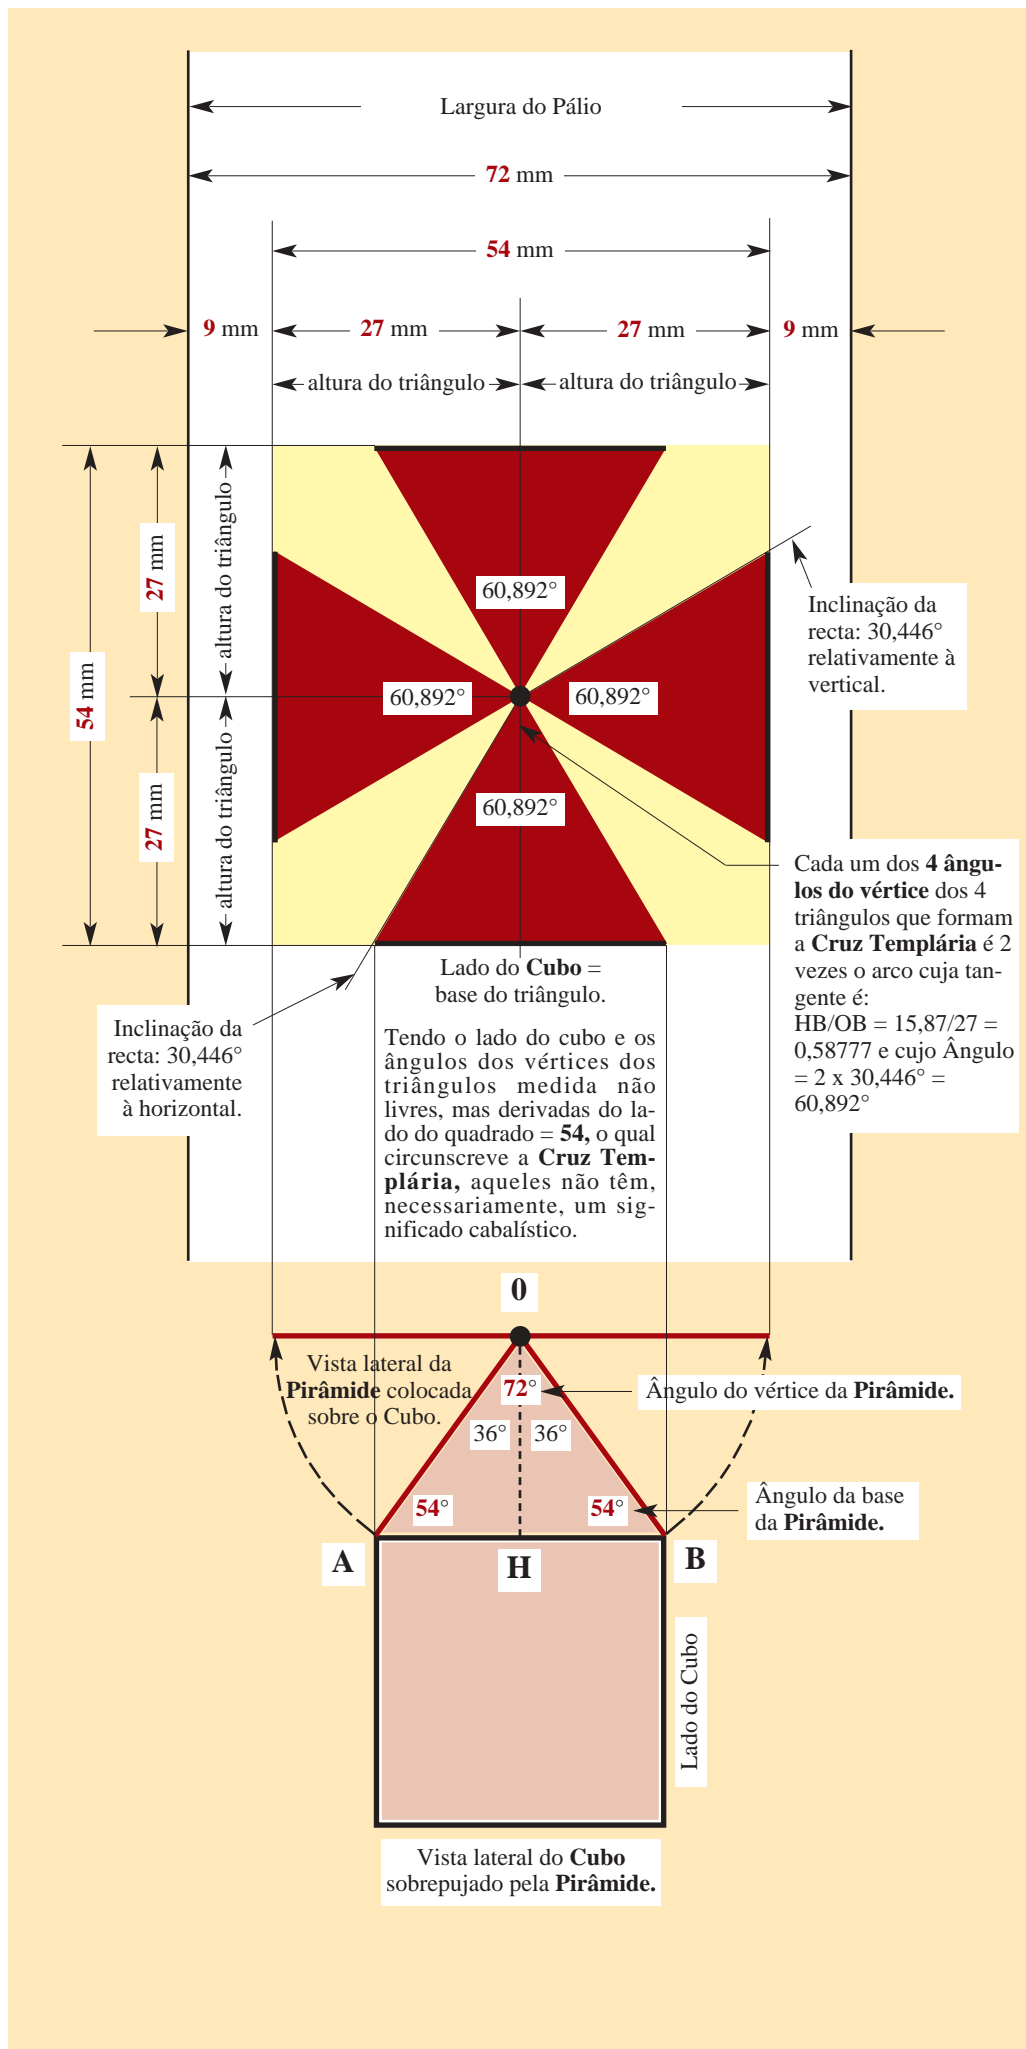 Largura do Pálio
72 mm
54 mm
9 mm
27 mm
27 mm
9 mm
altura do triângulo
altura do triângulo
54 mm
27 mm
altura do triângulo
27 mm
altura do triângulo
60,892°
60,892°
60,892°
60,892°
Inclinação da
recta: 30,446°
relativamente à
vertical.
Cada um dos 4 ângu-
los do vértice dos 4
triângulos que formam
a Cruz Templária é 2
vezes o arco cuja tan-
gente é:
HB/OB = 15,87/27 =
0,58777 e cujo Ângulo
= 2 x 30,446° =
60,892°
Inclinação da
recta: 30,446°
relativamente
à horizontal.
Lado do Cubo =
base do triângulo.
Tendo o lado do cubo e os
ângulos dos vértices dos
triângulos medida não
livres, mas derivadas do la-
do do quadrado = 54, o qual
circunscreve a Cruz Tem-
plária, aqueles não têm,
necessariamente, um sig-
nificado cabalístico.
0
Vista lateral da
Pirâmide colocada
sobre o Cubo.
72°
Ângulo do vértice da Pirâmide.
36°
36°
54°
54°
Ângulo da base
da Pirâmide.
A
H
B
Lado do Cubo
Vista lateral do Cubo
sobrepujado pela Pirâmide.